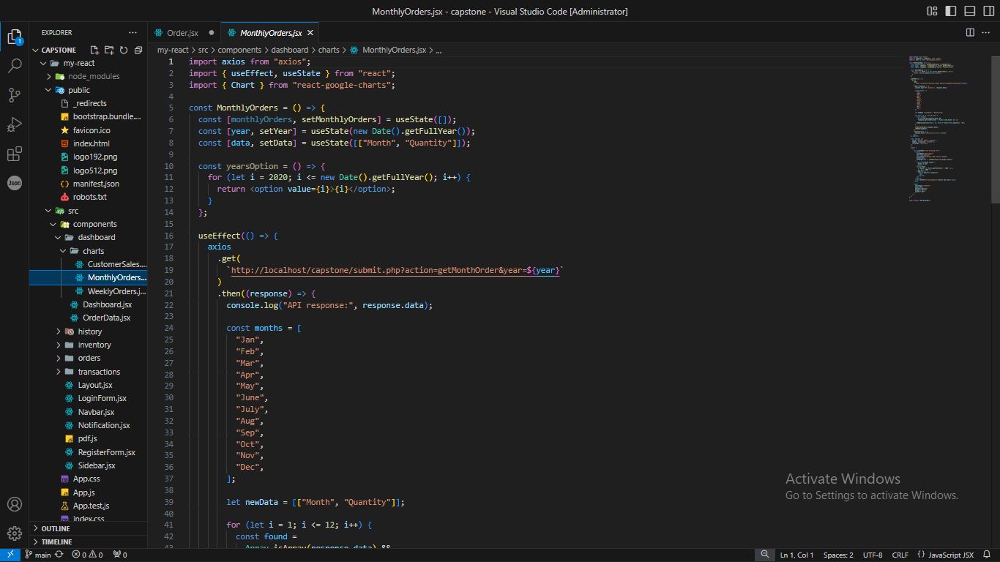 MonthlyOrders.jsx - capstone - Visual Studio Code [Administrator]
EXPLORER
Order.jsx
MonthlyOrders.jsx
my-react > src > components > dashboard > charts > MonthlyOrders.jsx > ...
1
CAPSTONE
my-react
node_modules
public
_redirects
bootstrap.bundle....
favicon.ico
index.html
logo192.png
logo512.png
manifest.json
robots.txt
src
components
dashboard
charts
CustomerSales....
MonthlyOrders...
WeeklyOrders.j...
Dashboard.jsx
OrderData.jsx
history
inventory
orders
transactions
Layout.jsx
LoginForm.jsx
Navbar.jsx
Notification.jsx
pdf.js
RegisterForm.jsx
Sidebar.jsx
App.css
App.js
App.test.js
index.css
OUTLINE
TIMELINE
Json
1 import axios from "axios";
2 import { useEffect, useState } from "react";
3 import { Chart } from "react-google-charts";
4
5 const MonthlyOrders = () => {
6 const [monthlyOrders, setMonthlyOrders] = useState([]);
7 const [year, setYear] = useState(new Date().getFullYear());
8 const [data, setData] = useState([["Month", "Quantity"]]);
9
10 const yearsOption = () => {
11 for (let i = 2020; i <= new Date().getFullYear(); i++) {
12 return <option value={i}>{i}</option>;
13 }
14 };
15
16 useEffect(() => {
17 axios
18 .get(
19 `http://localhost/capstone/submit.php?action=getMonthOrder&year=${year}`
20 )
21 .then((response) => {
22 console.log("API response:", response.data);
23
24 const months = [
25 "Jan",
26 "Feb",
27 "Mar",
28 "Apr",
29 "May",
30 "June",
31 "July",
32 "Aug",
33 "Sep",
34 "Oct",
35 "Nov",
36 "Dec",
37 ];
38
39 let newData = [["Month", "Quantity"]];
40
41 for (let i = 1; i <= 12; i++) {
42 const found =
43 Array.isArray(response.data) &&
Activate Windows
Go to Settings to activate Windows.
main
0
0
0
Ln 1, Col 1
Spaces: 2
UTF-8
CRLF
{ } JavaScript JSX